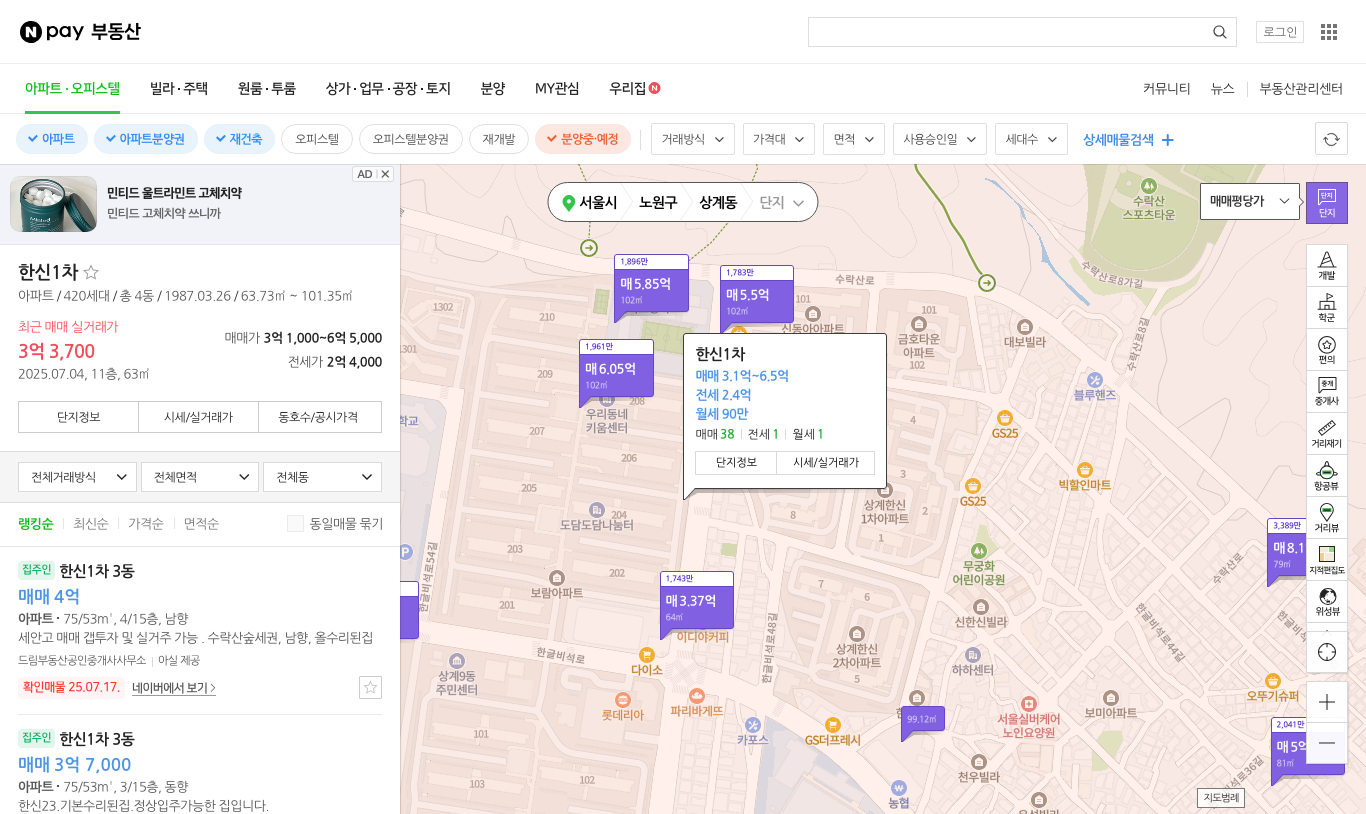 N pay 부동산
로그인
아파트·오피스텔 빌라·주택 원룸·투룸 상가·업무·공장·토지 분양 MY관심 우리집 N
커뮤니티 뉴스 부동산관리센터
아파트 아파트분양권 재건축 오피스텔 오피스텔분양권 재개발 분양중·예정 거래방식 가격대 면적 사용승인일 세대수 상세매물검색
AD
민티드 울트라민트 고체치약
민티드 고체치약 쓰니까
한신1차
아파트 / 420세대 / 총 4동 / 1987.03.26 / 63.73㎡ ~ 101.35㎡
최근 매매 실거래가
3억 3,700
2025.07.04, 11층, 63㎡
매매가 3억 1,000~6억 5,000
전세가 2억 4,000
단지정보 시세/실거래가 동호수/공시가격
전체거래방식 전체면적 전체동
랭킹순 최신순 가격순 면적순 동일매물 묶기
집주인 한신1차 3동
매매 4억
아파트 · 75/53m², 4/15층, 남향
세안고 매매 갭투자 및 실거주 가능 . 수락산숲세권, 남향, 올수리된집
드림부동산공인중개사사무소 아실 제공
확인매물 25.07.17. 네이버에서 보기
집주인 한신1차 3동
매매 3억 7,000
아파트 · 75/53m², 3/15층, 동향
한신23.기본수리된집.정상입주가능한 집입니다.
서울시 노원구 상계동 단지
매매평당가
단지
단지
수락산
스포츠타운
1,896만
매 5.85억
102㎡
1,783만
매 5.5억
102㎡
1,961만
매 6.05억
102㎡
수락산로
수락산로8가길
수락산로8길
1302
1301
210
208
207
206
205
204
203
202
201
101
101
102
신동아아파트
금호타운
아파트
대보빌라
블루핸즈
우리동네
키움센터
학교
한신1차
매매 3.1억~6.5억
전세 2.4억
월세 90만
매매 38 전세 1 월세 1
단지정보 시세/실거래가
GS25
빅할인마트
GS25
3
2
1
8
상계한신
1차아파트
도담도담나눔터
P
한글비석로54길
보람아파트
무궁화
어린이공원
수락산로
3,389만
매 8.1
79㎡
1,743만
매 3.37억
64㎡
이디야커피
7
6
신한신빌라
한글비석로
한글비석로48길
한글비석로44길
한글비석길
상계한신
2차아파트
5
하하센터
다이소
상계9동
주민센터
롯데리아
파리바게뜨
카포스
GS더프레시
99.12㎡
서울실버케어
노인요양원
보미아파트
오뚜기슈퍼
2,041만
매 5억
81㎡
천우빌라
농협
한글비석로36길
101
102
103
102
지도범례
개발
학군
편의
중개
중개사
거리재기
항공뷰
거리뷰
지적편집도
위성뷰